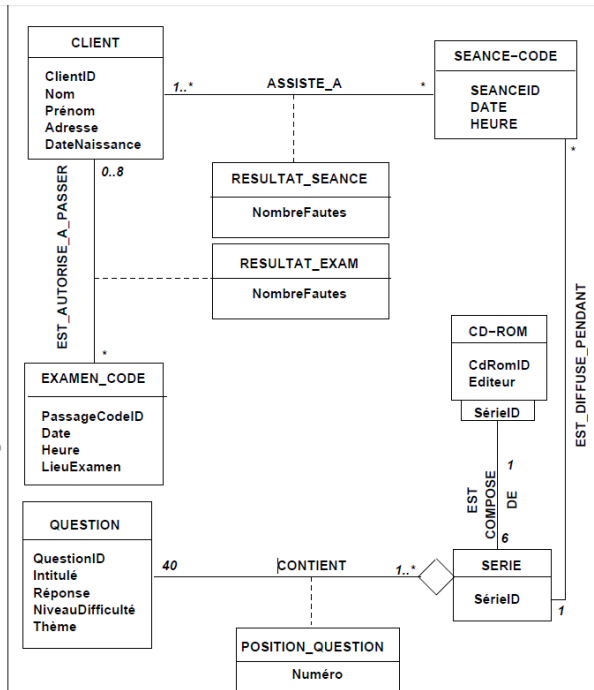 CLIENT
ClientID
Nom
Prénom
Adresse
DateNaissance
1..*
ASSISTE_A
*
SEANCE-CODE
SEANCEID
DATE
HEURE
*
0..8
EST_AUTORISE_A_PASSER
*
RESULTAT_SEANCE
NombreFautes
RESULTAT_EXAM
NombreFautes
EST_DIFFUSE_PENDANT
CD-ROM
CdRomID
Editeur
SérieID
EXAMEN_CODE
PassageCodeID
Date
Heure
LieuExamen
1
EST
COMPOSE
DE
6
QUESTION
QuestionID
Intitulé
Réponse
NiveauDifficulté
Thème
40
CONTIENT
1..*
SERIE
SérieID
1
POSITION_QUESTION
Numéro